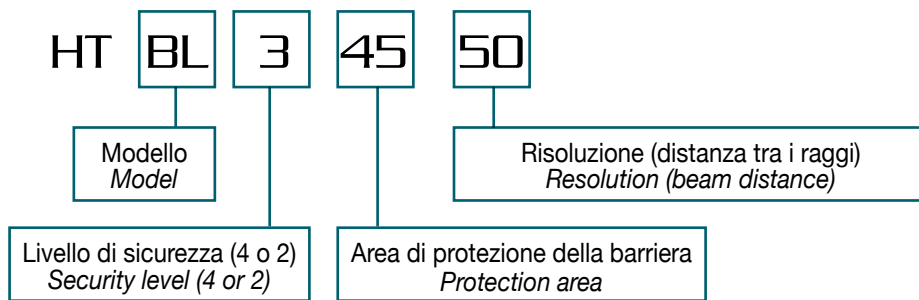 HT BL 3 45 50
Modello
Model
Risoluzione (distanza tra i raggi)
Resolution (beam distance)
Livello di sicurezza (4 o 2)
Security level (4 or 2)
Area di protezione della barriera
Protection area